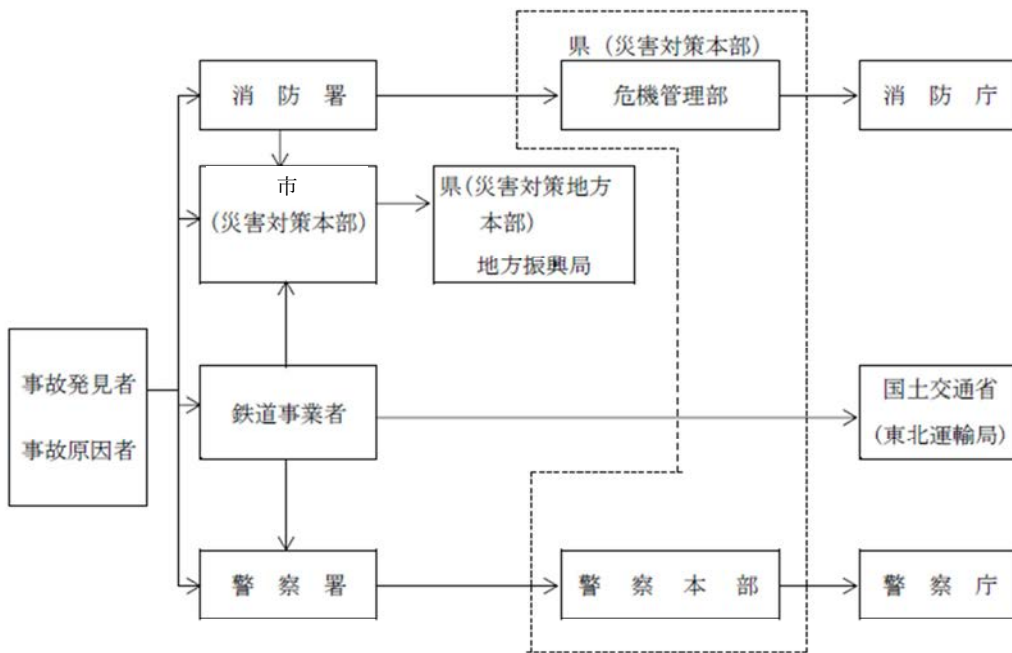 県（災害対策本部）
消防署
危機管理部
消防庁
市
(災害対策本部)
県(災害対策地方
本部)
地方振興局
事故発見者
事故原因者
鉄道事業者
国土交通省
(東北運輸局)
警察署
警察本部
警察庁